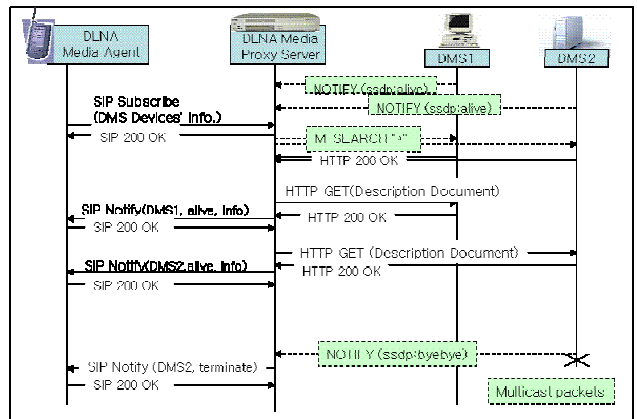 DLNA
Media Agent
DLNA Media
Proxy Server
DMS1
DMS2
NOTIFY (ssdp:alive)
NOTIFY (ssdp:alive)
SIP Subscribe
(DMS Devices' Info.)
SIP 200 OK
M-SEARCH "*"
HTTP 200 OK
HTTP GET(Description Document)
SIP Notify(DMS1, alive, Info)
HTTP 200 OK
SIP 200 OK
HTTP GET (Description Document)
SIP Notify(DMS2,alive, Info)
HTTP 200 OK
SIP 200 OK
NOTIFY (ssdp:byebye)
SIP Notify (DMS2, terminate)
SIP 200 OK
Multicast packets